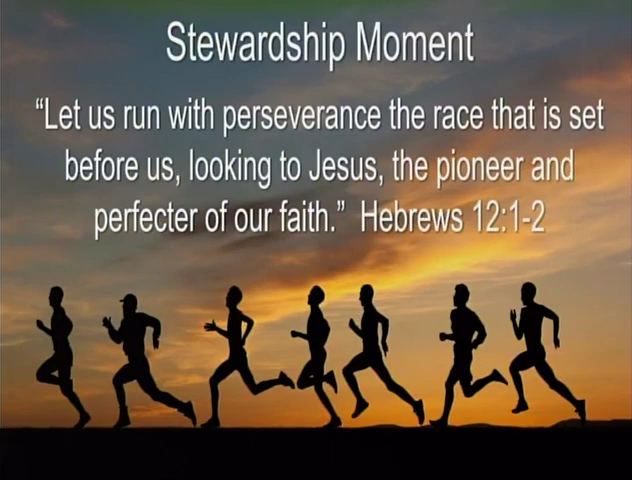 Stewardship Moment
“Let us run with perseverance the race that is set
before us, looking to Jesus, the pioneer and
perfecter of our faith.”  Hebrews 12:1-2